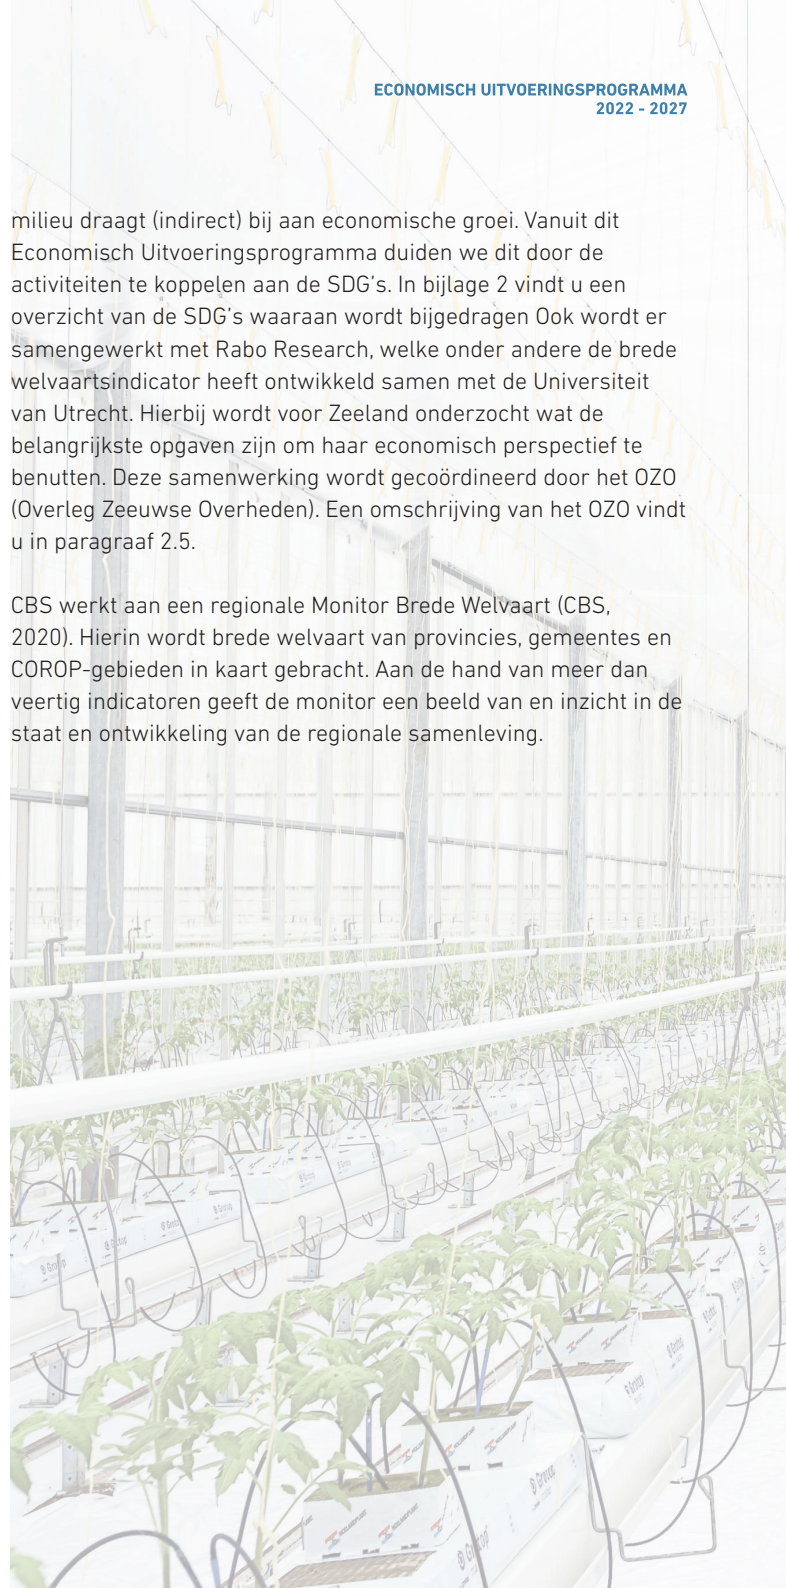 ECONOMISCH UITVOERINGSPROGRAMMA
2022 - 2027
milieu draagt (indirect) bij aan economische groei. Vanuit dit
Economisch Uitvoeringsprogramma duiden we dit door de
activiteiten te koppelen aan de SDG's. In bijlage 2 vindt u een
overzicht van de SDG's waaraan wordt bijgedragen Ook wordt er
samengewerkt met Rabo Research, welke onder andere de brede
welvaartsindicator heeft ontwikkeld samen met de Universiteit
van Utrecht. Hierbij wordt voor Zeeland onderzocht wat de
belangrijkste opgaven zijn om haar economisch perspectief te
benutten. Deze samenwerking wordt gecoördineerd door het OZO
(Overleg Zeeuwse Overheden). Een omschrijving van het OZO vindt
u in paragraaf 2.5.
CBS werkt aan een regionale Monitor Brede Welvaart (CBS,
2020). Hierin wordt brede welvaart van provincies, gemeentes en
COROP-gebieden in kaart gebracht. Aan de hand van meer dan
veertig indicatoren geeft de monitor een beeld van en inzicht in de
staat en ontwikkeling van de regionale samenleving.
Grotop
Grotop
Grotop
Grotop